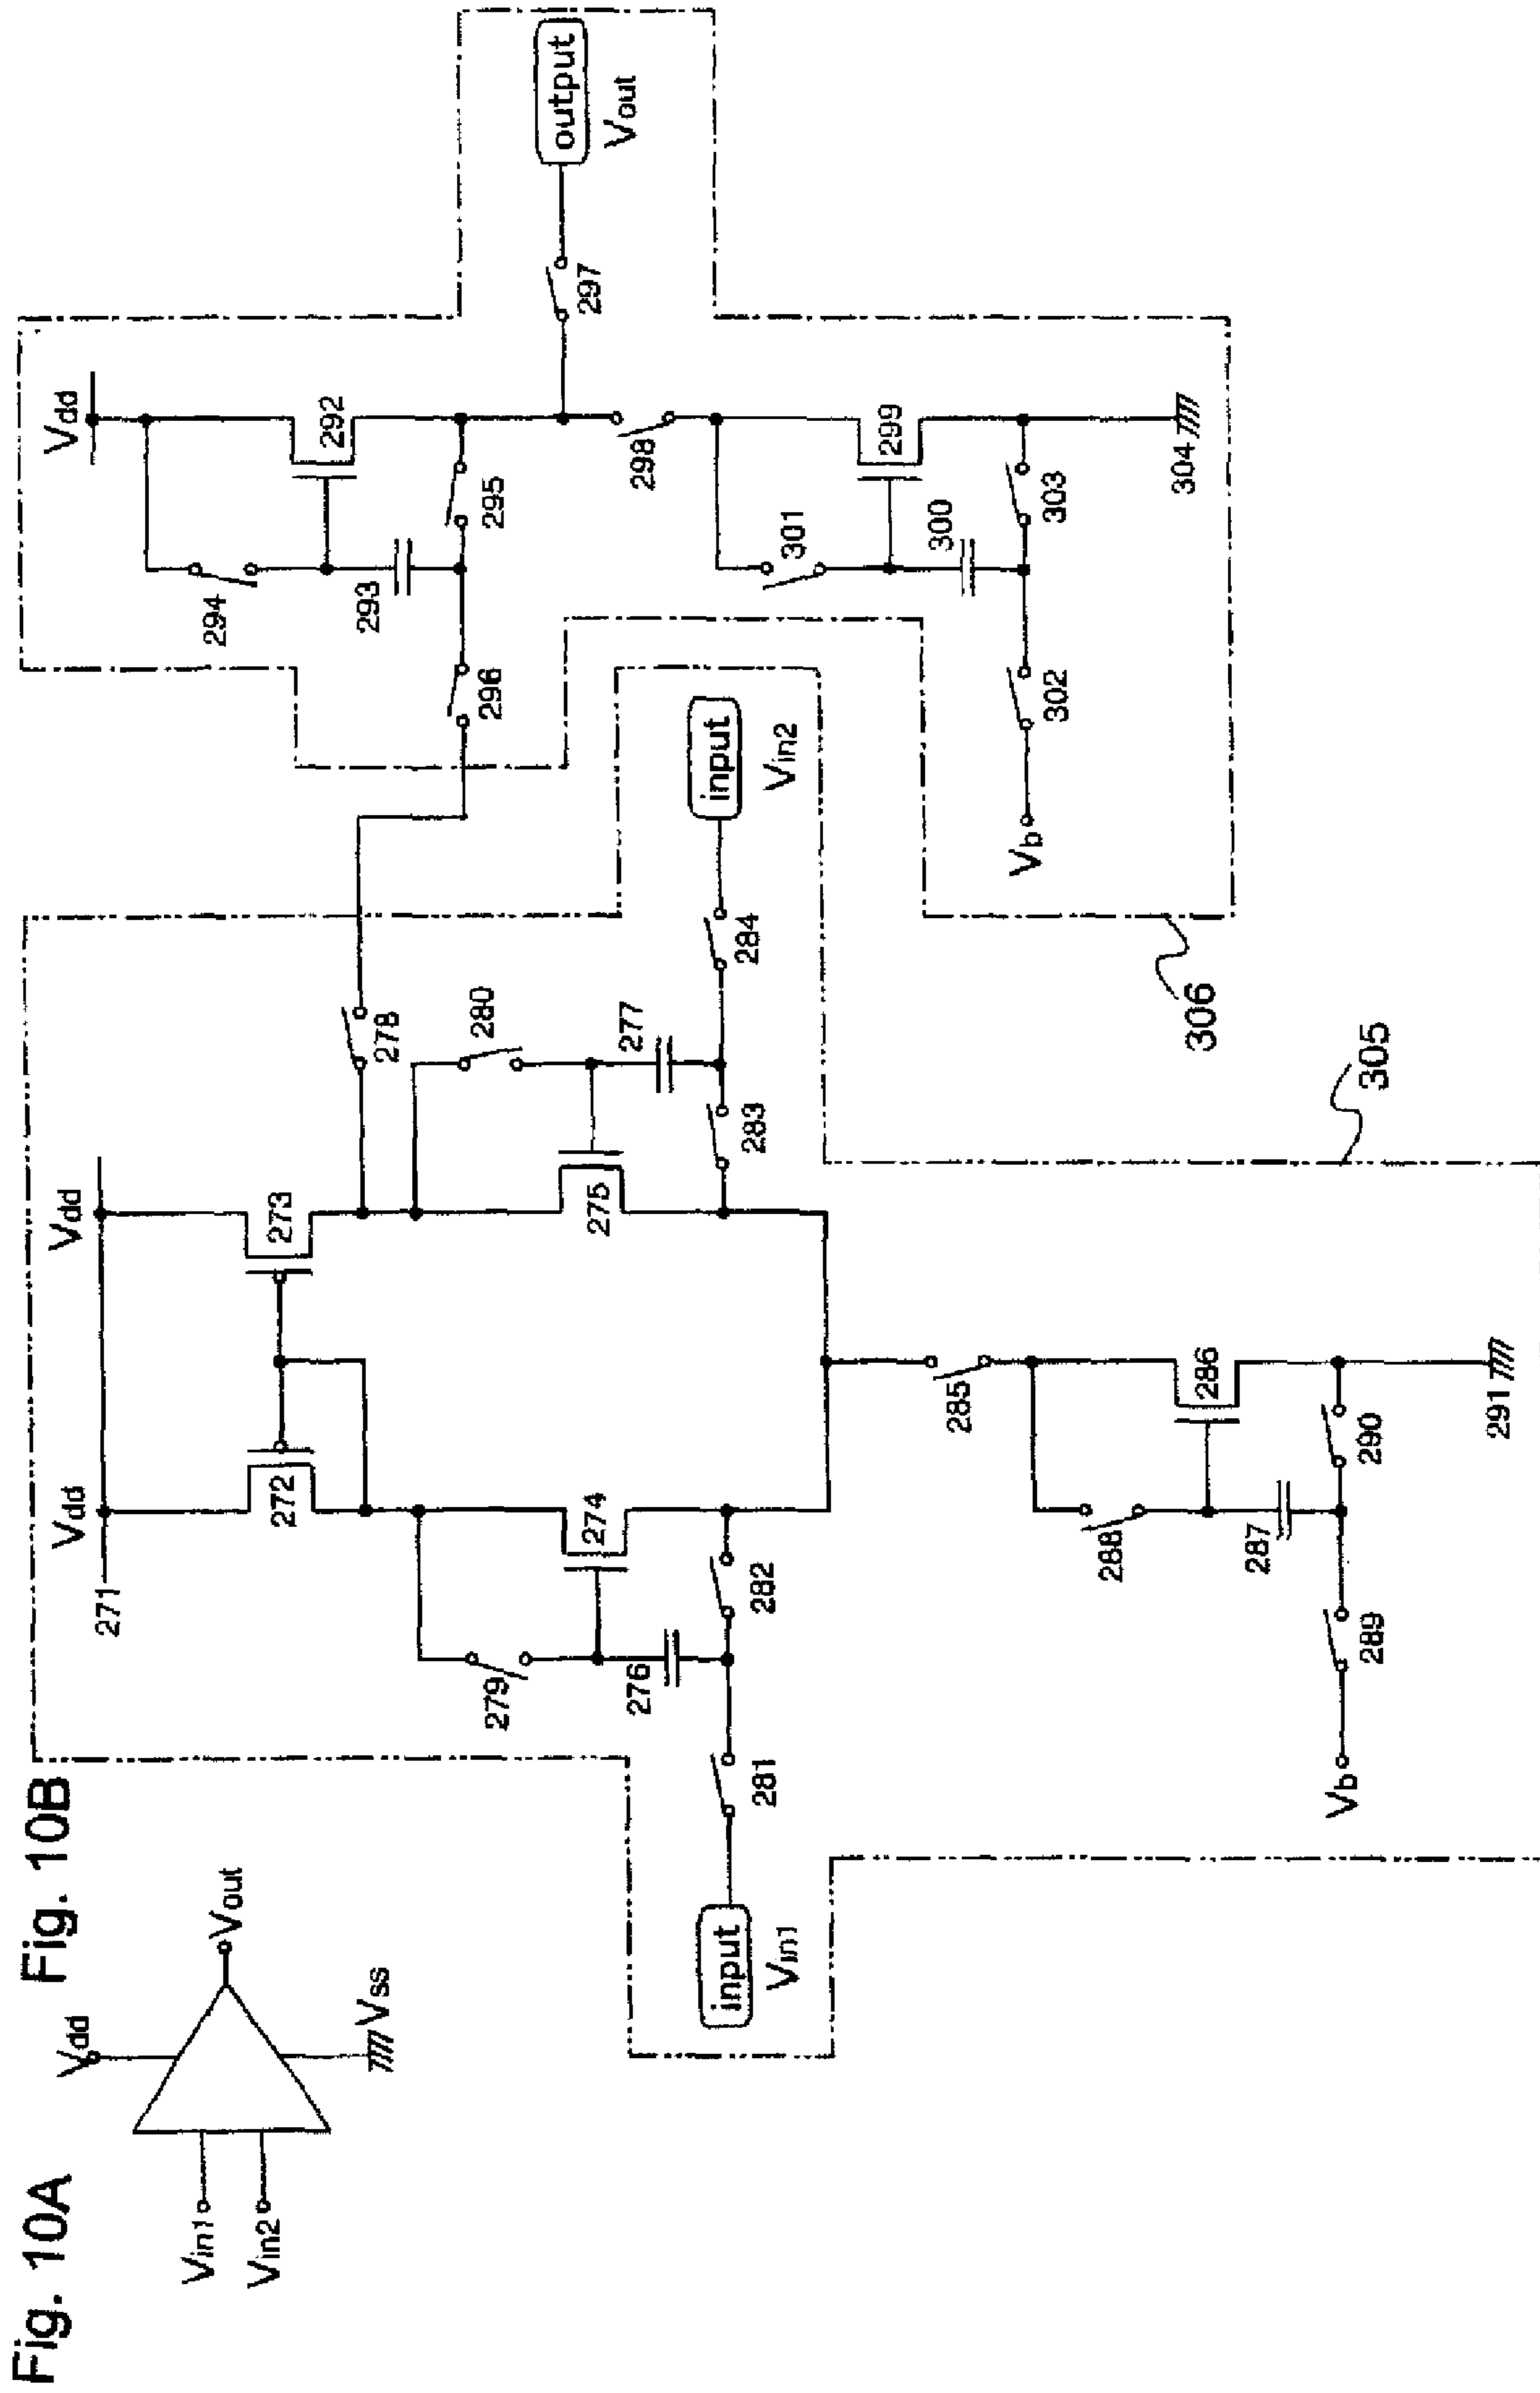 Fig. 10A
Vdd
Vin1
Vin2
Vout
Vss
Fig. 10B
271
Vdd
Vdd
272
273
274
275
276
277
278
279
280
281
282
283
284
input
Vin1
input
Vin2
285
286
287
288
289
290
291
Vb
305
Vdd
292
293
294
295
296
297
output
Vout
298
299
300
301
302
303
304
Vb
306